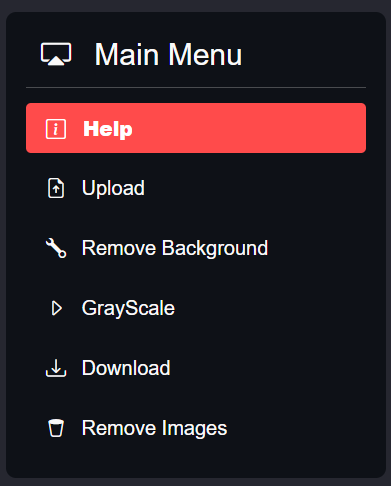 Main Menu
Help
Upload
Remove Background
GrayScale
Download
Remove Images